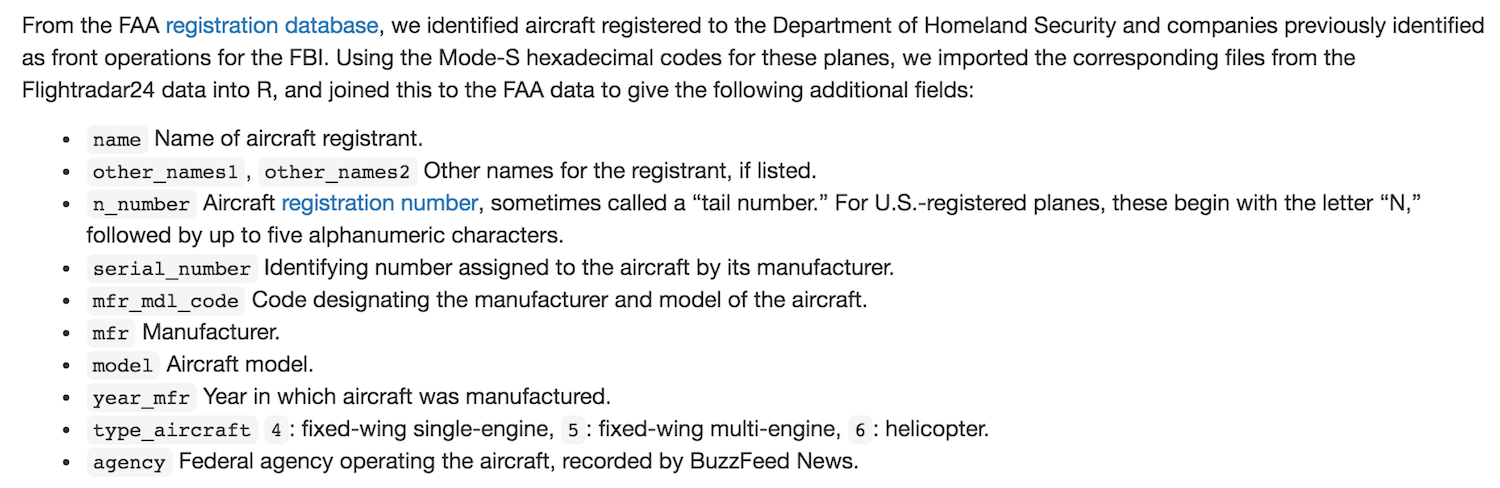 From the FAA registration database, we identified aircraft registered to the Department of Homeland Security and companies previously identified
as front operations for the FBI. Using the Mode-S hexadecimal codes for these planes, we imported the corresponding files from the
Flightradar24 data into R, and joined this to the FAA data to give the following additional fields:
• name Name of aircraft registrant.
• other_names1 , other_names2 Other names for the registrant, if listed.
• n_number Aircraft registration number, sometimes called a “tail number.” For U.S.-registered planes, these begin with the letter “N,”
followed by up to five alphanumeric characters.
• serial_number Identifying number assigned to the aircraft by its manufacturer.
• mfr_mdl_code Code designating the manufacturer and model of the aircraft.
• mfr Manufacturer.
• model Aircraft model.
• year_mfr Year in which aircraft was manufactured.
• type_aircraft 4 : fixed-wing single-engine, 5 : fixed-wing multi-engine, 6 : helicopter.
• agency Federal agency operating the aircraft, recorded by BuzzFeed News.